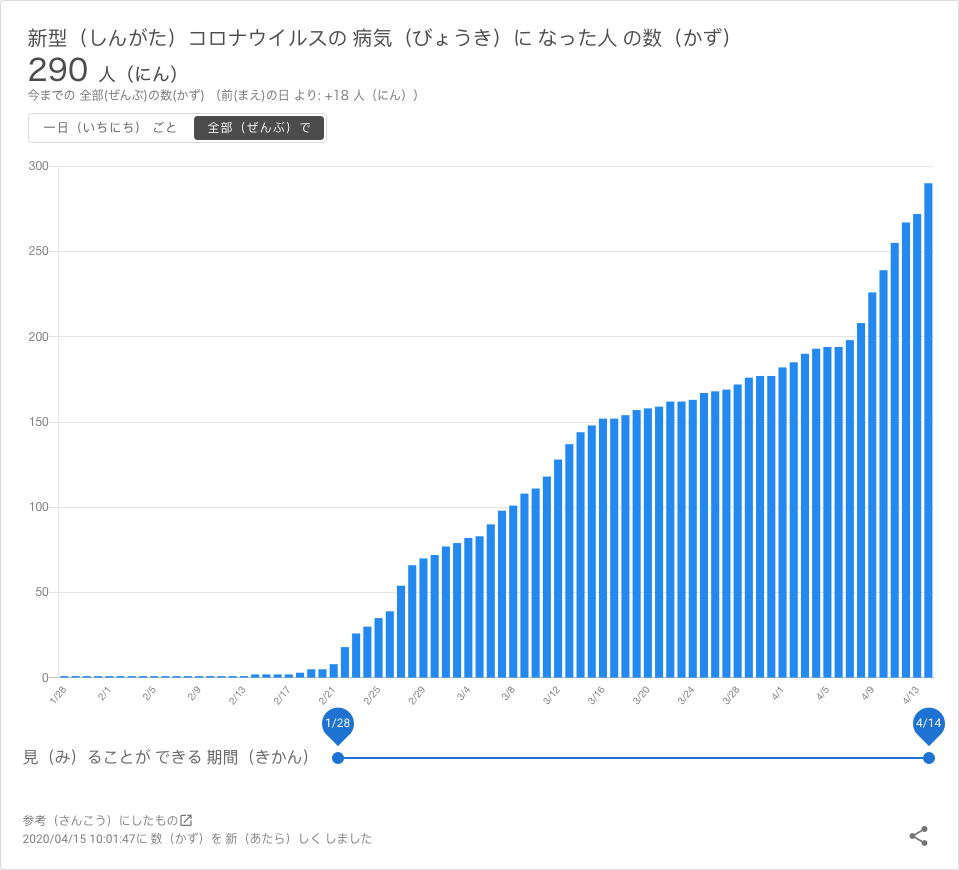 新型（しんがた）コロナウイルスの 病気（びょうき）に なった人 の数（かず）
290 人（にん）
今までの 全部(ぜんぶ)の数(かず) （前(まえ)の日 より: +18 人（にん））
一日（いちにち） ごと 全部（ぜんぶ）で
300
250
200
150
100
50
0
1/28 2/1 2/5 2/9 2/13 2/17 2/21 2/25 2/29 3/4 3/8 3/12 3/16 3/20 3/24 3/28 4/1 4/5 4/9 4/13
1/28 4/14
見（み）ることが できる 期間（きかん）
参考（さんこう）にしたもの
2020/04/15 10:01:47に 数（かず）を 新（あたら）しく しました